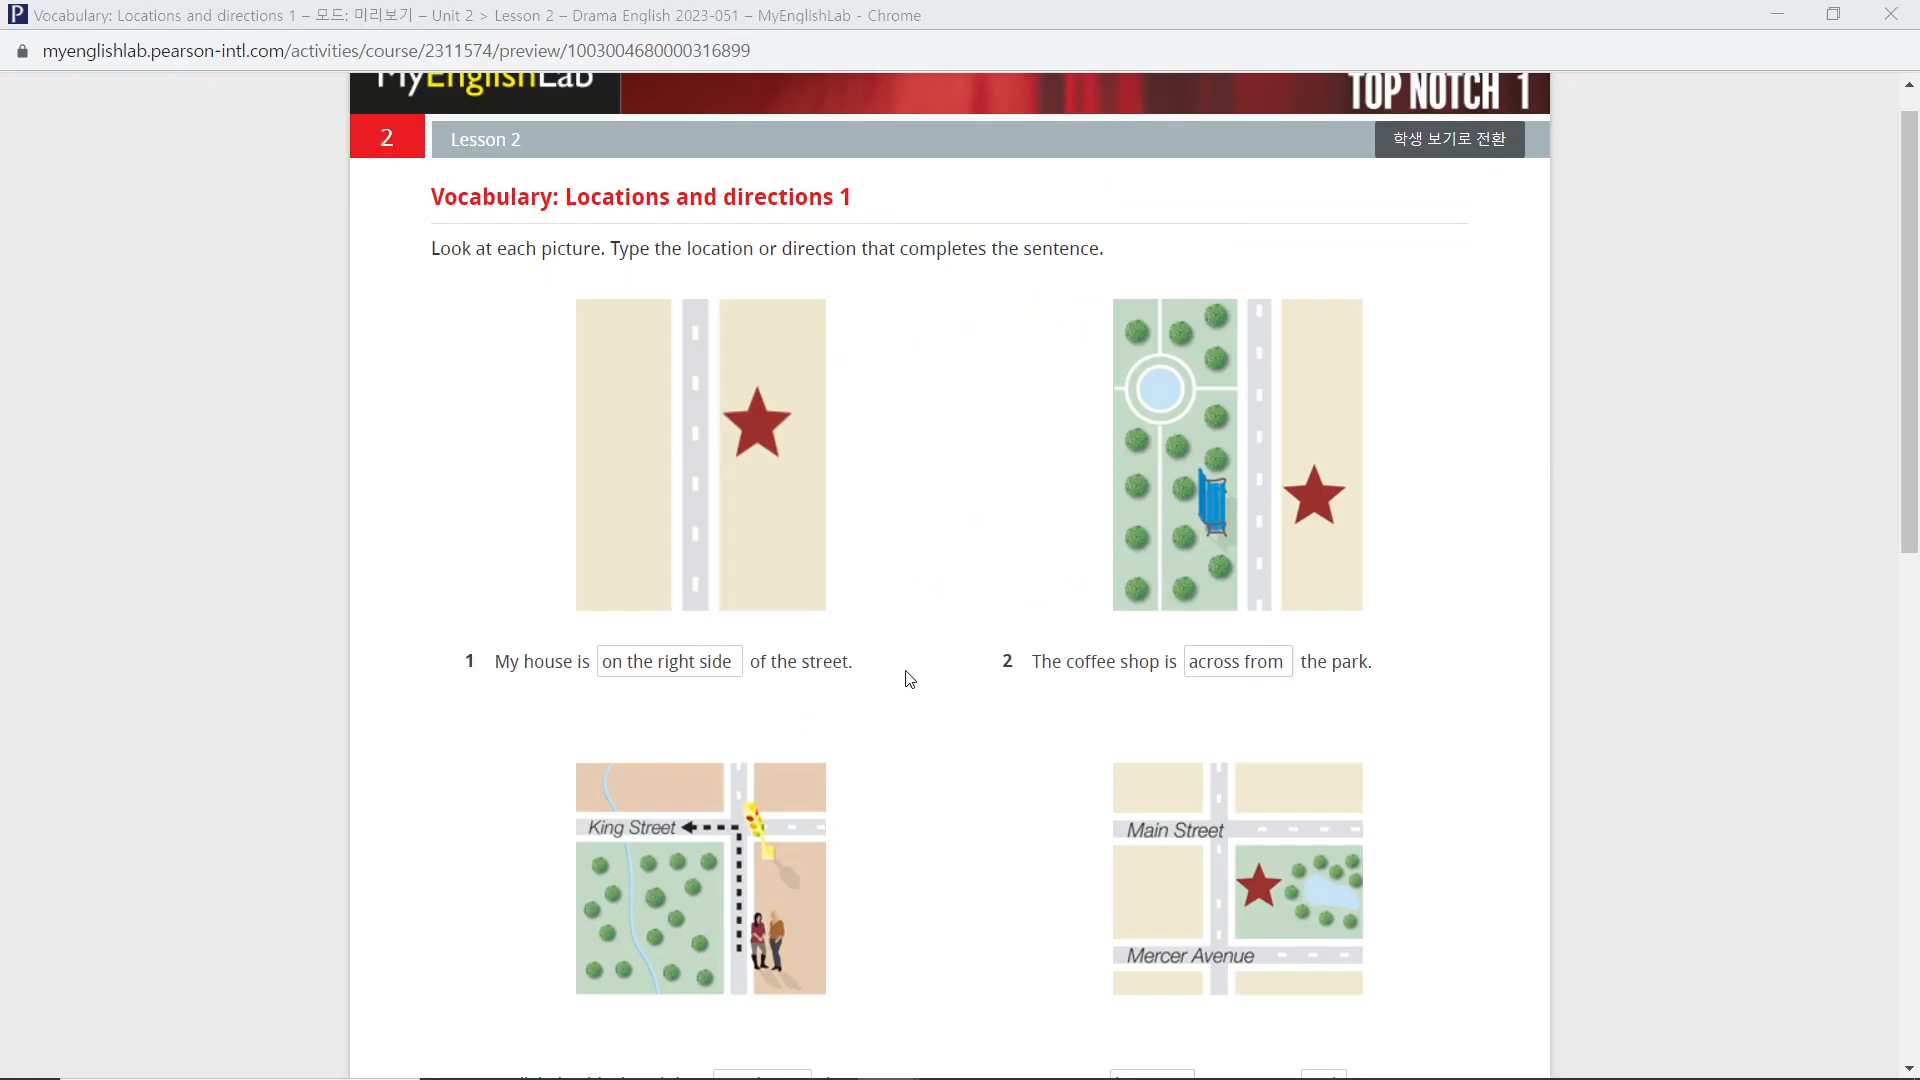 Vocabulary: Locations and directions 1 – 모드: 미리보기 – Unit 2 > Lesson 2 – Drama English 2023-051 – MyEnglishLab - Chrome
myenglishlab.pearson-intl.com/activities/course/2311574/preview/1003004680000316899
MyEnglishLab
TOP NOTCH 1
2
Lesson 2
학생 보기로 전환
Vocabulary: Locations and directions 1
Look at each picture. Type the location or direction that completes the sentence.
1 My house is on the right side of the street.
2 The coffee shop is across from the park.
King Street
Main Street
Mercer Avenue